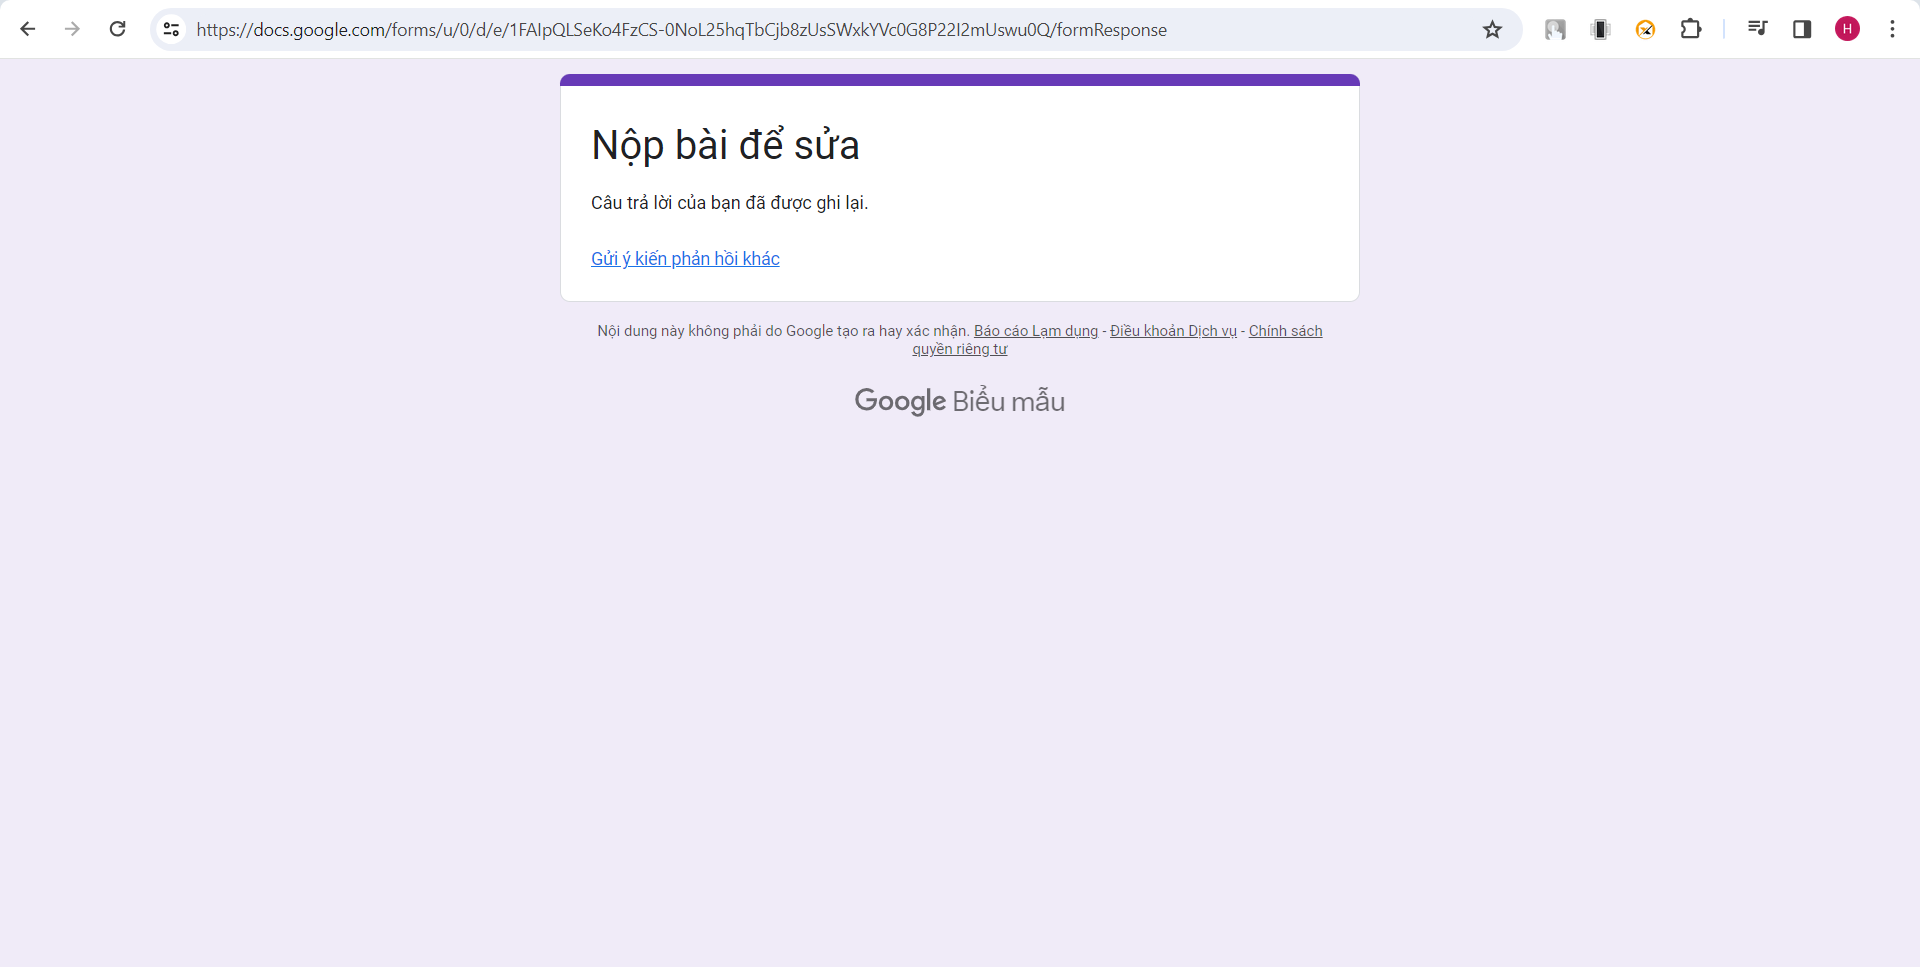 https://docs.google.com/forms/u/0/d/e/1FAIpQLSeKo4FzCS-0NoL25hqTbCjb8zUsSWxkYVc0G8P22I2mUswu0Q/formResponse
H
Nộp bài để sửa
Câu trả lời của bạn đã được ghi lại.
Gửi ý kiến phản hồi khác
Nội dung này không phải do Google tạo ra hay xác nhận. Báo cáo Lạm dụng - Điều khoản Dịch vụ - Chính sách
quyền riêng tư
Google Biểu mẫu